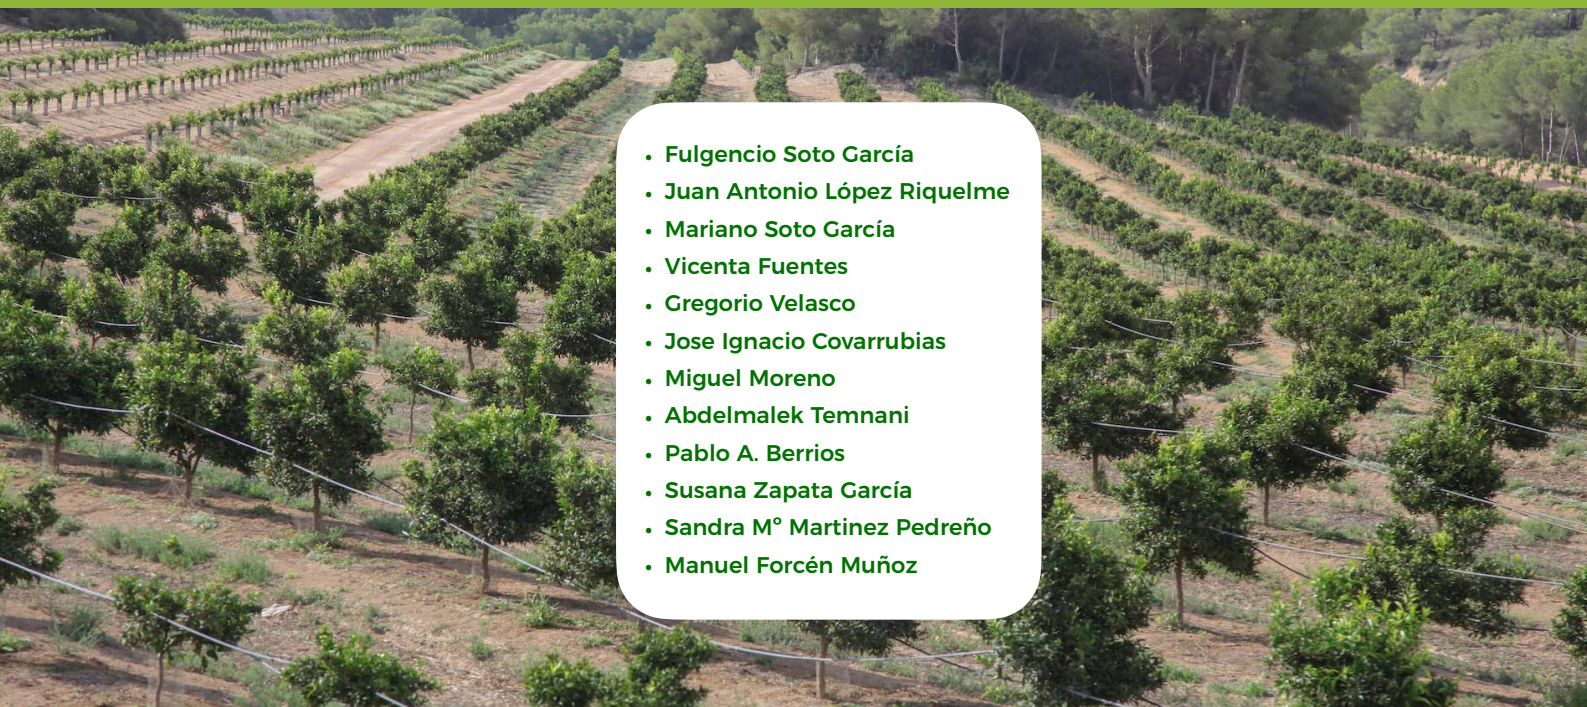 • Fulgencio Soto García
• Juan Antonio López Riquelme
• Mariano Soto García
• Vicenta Fuentes
• Gregorio Velasco
• Jose Ignacio Covarrubias
• Miguel Moreno
• Abdelmalek Temnani
• Pablo A. Berrios
• Susana Zapata García
• Sandra Mº Martinez Pedreño
• Manuel Forcén Muñoz